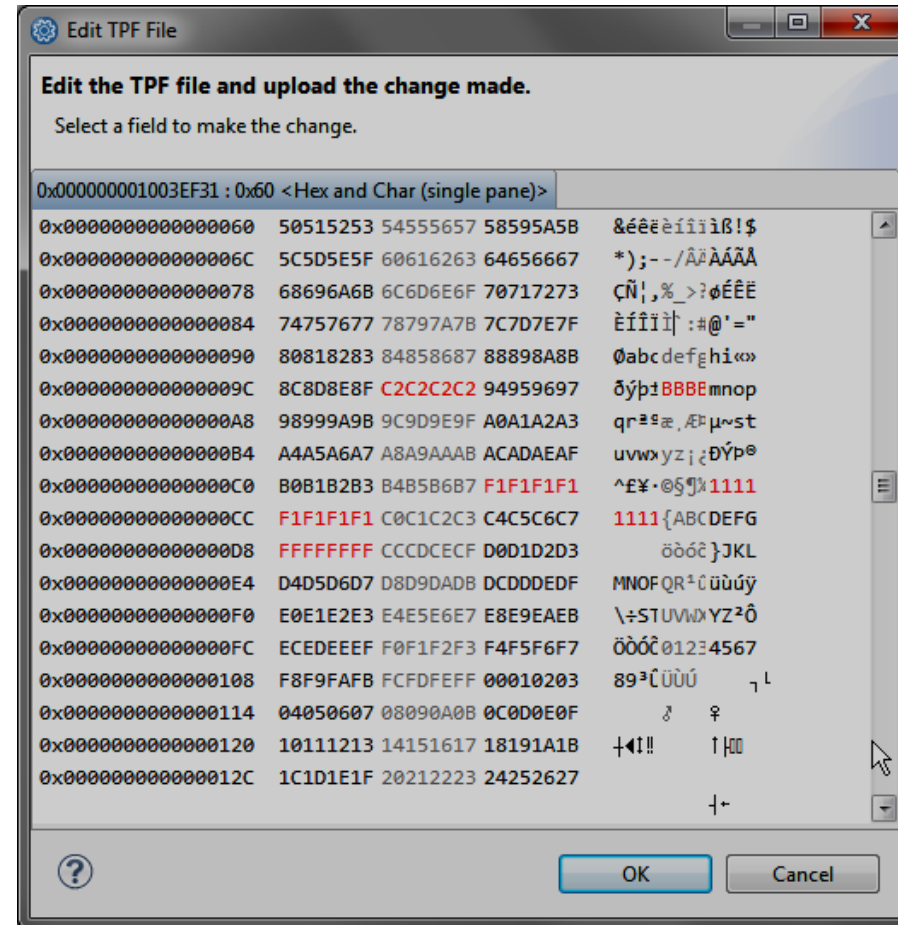 Edit TPF File
Edit the TPF file and upload the change made.
Select a field to make the change.
0x000000001003EF31 : 0x60 <Hex and Char (single pane)>
0x0000000000000060 50515253 54555657 58595A5B &éêëèíîïìß!$
0x000000000000006C 5C5D5E5F 60616263 64656667 *);--/ÂÄÀÁÃÅ
0x0000000000000078 68696A6B 6C6D6E6F 70717273 ÇÑ¦,%_>?øÉÊË
0x0000000000000084 74757677 78797A7B 7C7D7E7F ÈÍÎÏÌ`:#@'="
0x0000000000000090 80818283 84858687 88898A8B Øabcdefghi«»
0x000000000000009C 8C8D8E8F C2C2C2C2 94959697 ðýþ±BBBBmnop
0x00000000000000A8 98999A9B 9C9D9E9F A0A1A2A3 qrªºæ¸Æ¤µ~st
0x00000000000000B4 A4A5A6A7 A8A9AAAB ACADAEAF uvwxyz¡¿ÐÝÞ®
0x00000000000000C0 B0B1B2B3 B4B5B6B7 F1F1F1F1 ^£¥·©§¶¼1111
0x00000000000000CC F1F1F1F1 C0C1C2C3 C4C5C6C7 1111{ABCDEFG
0x00000000000000D8 FFFFFFFF CCCDCECF D0D1D2D3 öòóõ}JKL
0x00000000000000E4 D4D5D6D7 D8D9DADB DCDDDEDF MNOPQR¹ûüùúÿ
0x00000000000000F0 E0E1E2E3 E4E5E6E7 E8E9EAEB \÷STUVWXYZ²Ô
0x00000000000000FC ECEDEEEF F0F1F2F3 F4F5F6F7 ÖÒÓÕ01234567
0x0000000000000108 F8F9FAFB FCFDFEFF 00010203 89³ÛÜÙÚ ┐└
0x0000000000000114 04050607 08090A0B 0C0D0E0F ♂ ♀
0x0000000000000120 10111213 14151617 18191A1B ┼◄↕‼ ↑├
0x000000000000012C 1C1D1E1F 20212223 24252627
┤←
OK Cancel